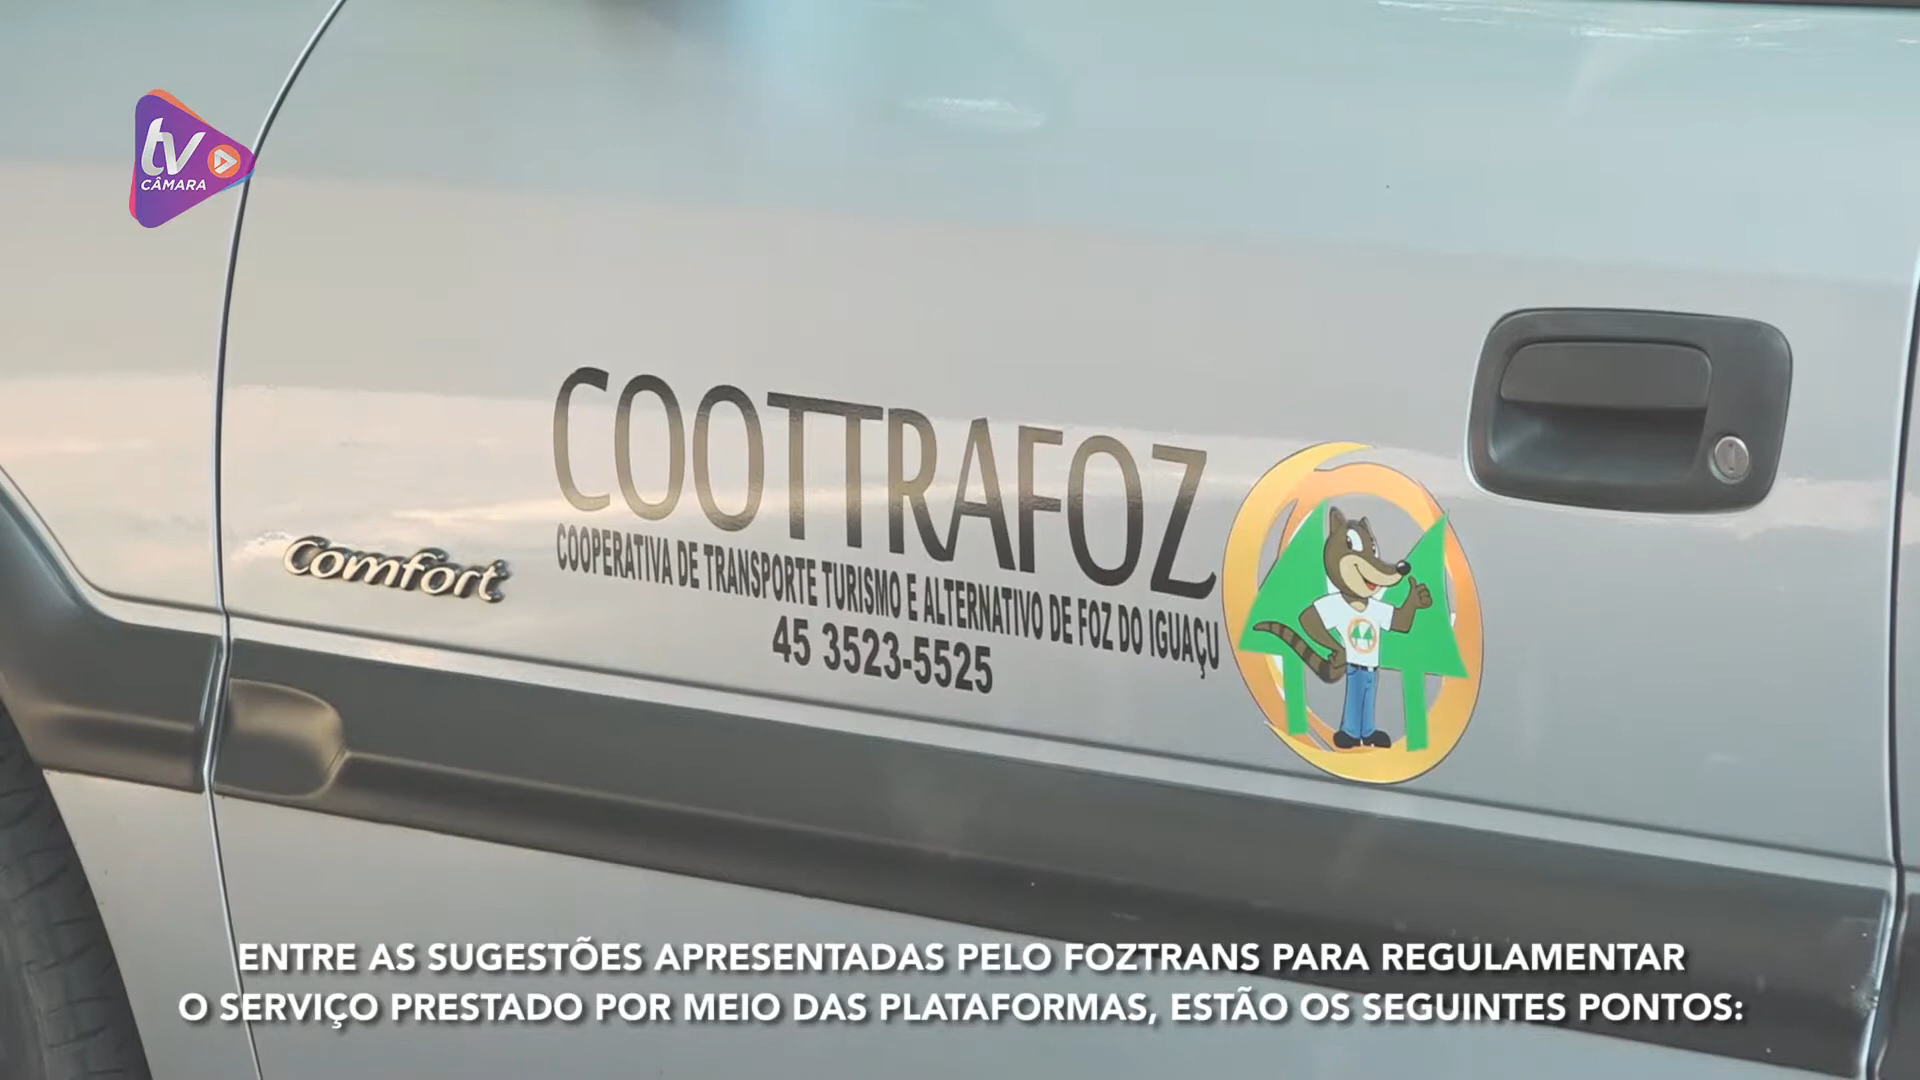 tv
CÂMARA
COOTTRAFOZ
Comfort
COOPERATIVA DE TRANSPORTE TURISMO E ALTERNATIVO DE FOZ DO IGUAÇU
45 3523-5525
ENTRE AS SUGESTÕES APRESENTADAS PELO FOZTRANS PARA REGULAMENTAR
O SERVIÇO PRESTADO POR MEIO DAS PLATAFORMAS, ESTÃO OS SEGUINTES PONTOS: